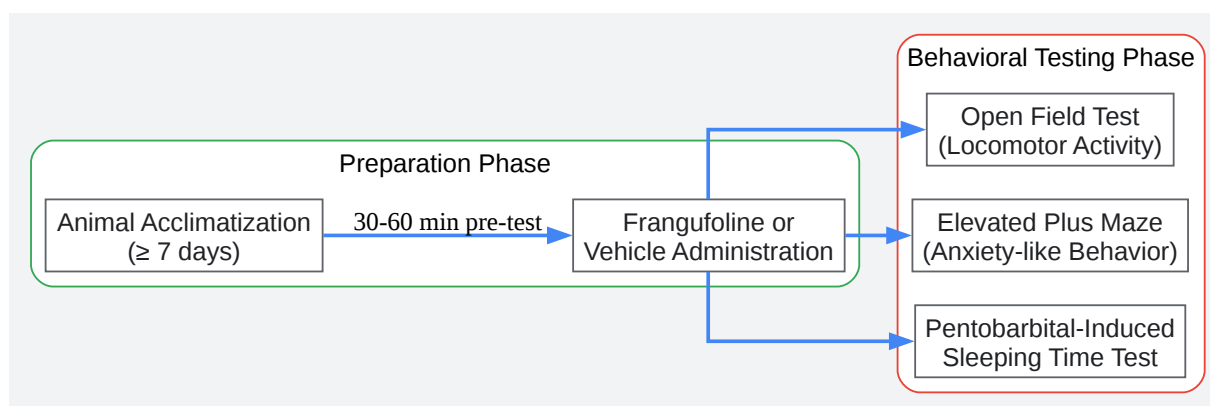 Preparation Phase
Animal Acclimatization
(≥ 7 days)
30-60 min pre-test
Frangufoline or
Vehicle Administration
Behavioral Testing Phase
Open Field Test
(Locomotor Activity)
Elevated Plus Maze
(Anxiety-like Behavior)
Pentobarbital-Induced
Sleeping Time Test